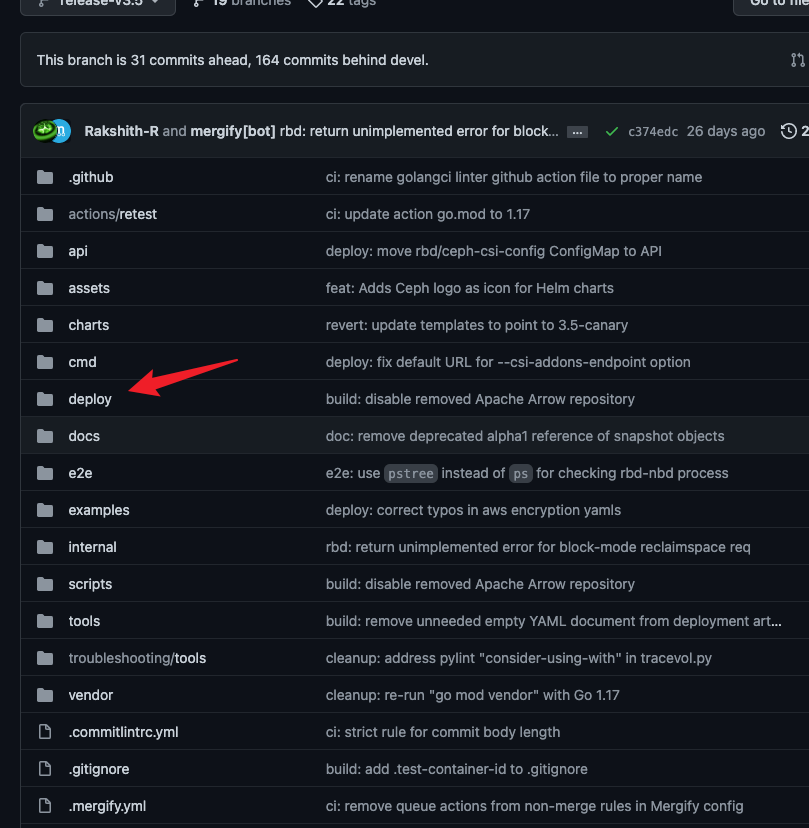 release-v3.5 19 branches 22 tags Go to file
This branch is 31 commits ahead, 164 commits behind devel.
Rakshith-R and mergify[bot] rbd: return unimplemented error for block... ... c374edc 26 days ago 2
.github ci: rename golangci linter github action file to proper name
actions/retest ci: update action go.mod to 1.17
api deploy: move rbd/ceph-csi-config ConfigMap to API
assets feat: Adds Ceph logo as icon for Helm charts
charts revert: update templates to point to 3.5-canary
cmd deploy: fix default URL for --csi-addons-endpoint option
deploy build: disable removed Apache Arrow repository
docs doc: remove deprecated alpha1 reference of snapshot objects
e2e e2e: use pstree instead of ps for checking rbd-nbd process
examples deploy: correct typos in aws encryption yamls
internal rbd: return unimplemented error for block-mode reclaimspace req
scripts build: disable removed Apache Arrow repository
tools build: remove unneeded empty YAML document from deployment art...
troubleshooting/tools cleanup: address pylint "consider-using-with" in tracevol.py
vendor cleanup: re-run "go mod vendor" with Go 1.17
.commitlintrc.yml ci: strict rule for commit body length
.gitignore build: add .test-container-id to .gitignore
.mergify.yml ci: remove queue actions from non-merge rules in Mergify config